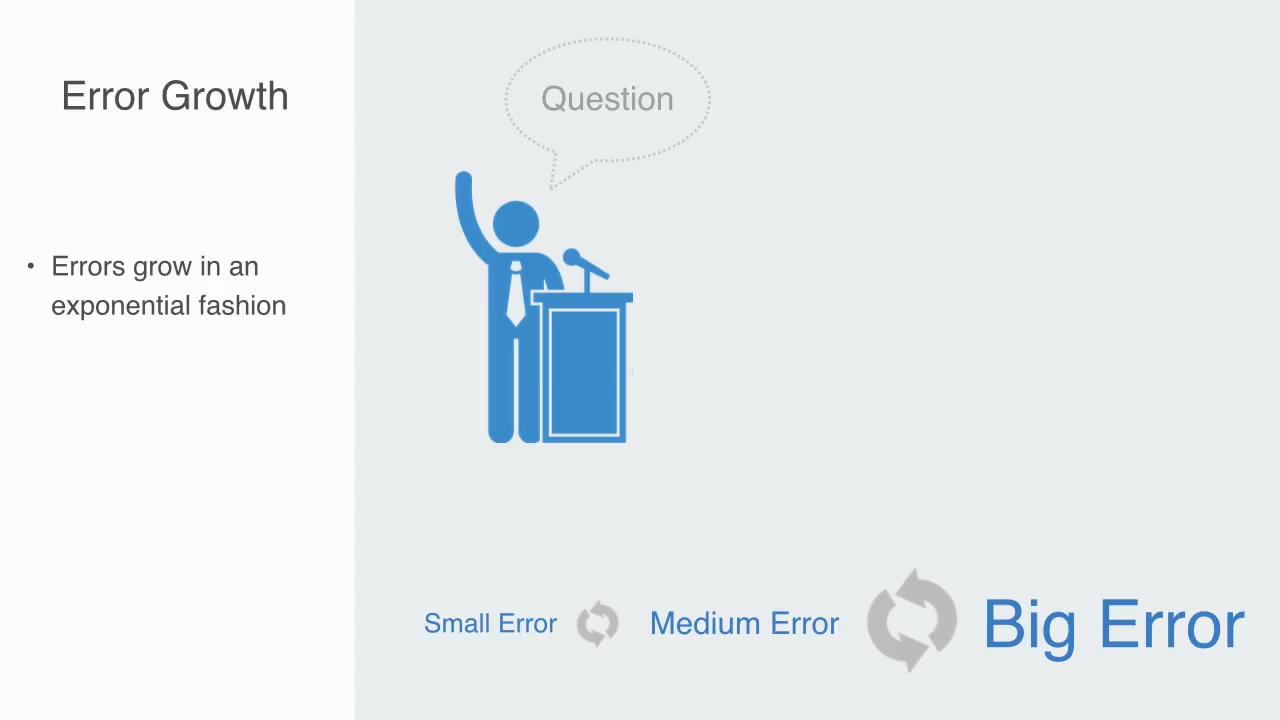 Error Growth
• Errors grow in an
exponential fashion
Question
Small Error
Medium Error
Big Error